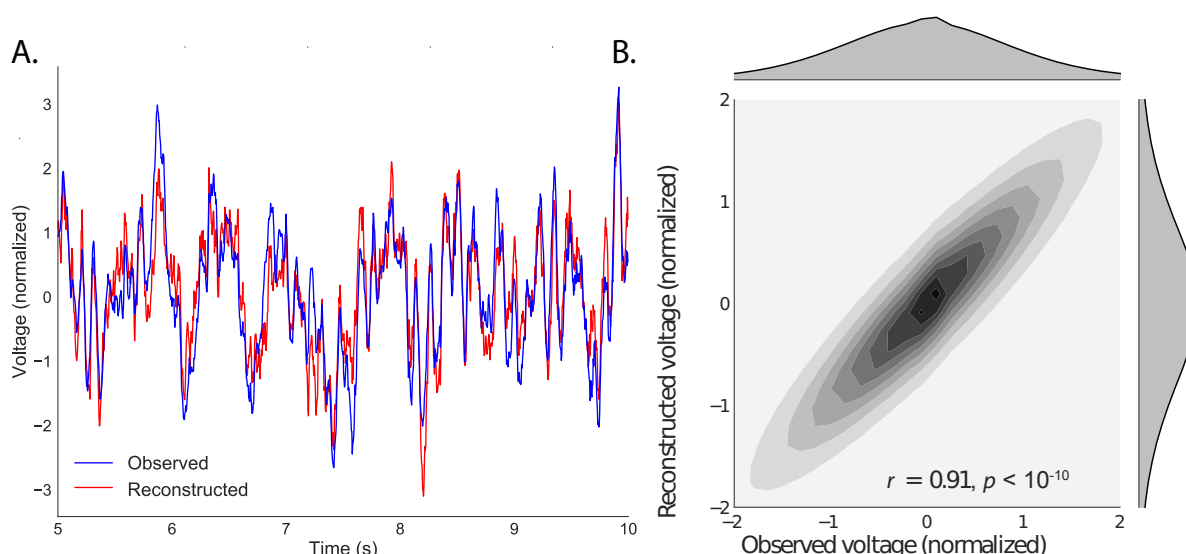 A.
Voltage (normalized)
3
2
1
0
−1
−2
−3
Observed
Reconstructed
5
6
7
8
9
10
Time (s)
B.
Reconstructed voltage (normalized)
2
1
0
−1
−2
r = 0.91, p < 10⁻¹⁰
−2
−1
0
1
2
Observed voltage (normalized)